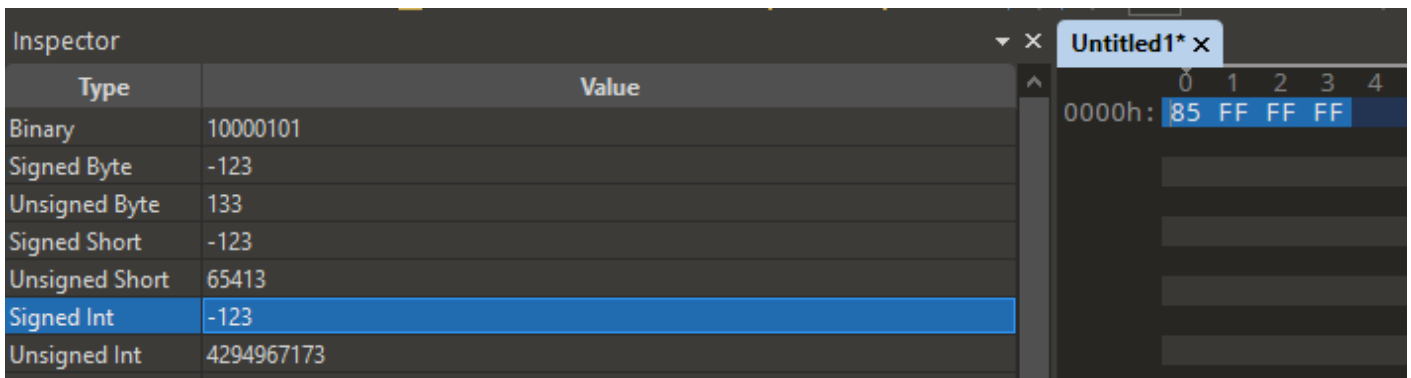 Inspector
Type Value
Binary 10000101
Signed Byte -123
Unsigned Byte 133
Signed Short -123
Unsigned Short 65413
Signed Int -123
Unsigned Int 4294967173
Untitled1*
0 1 2 3 4
0000h: 85 FF FF FF